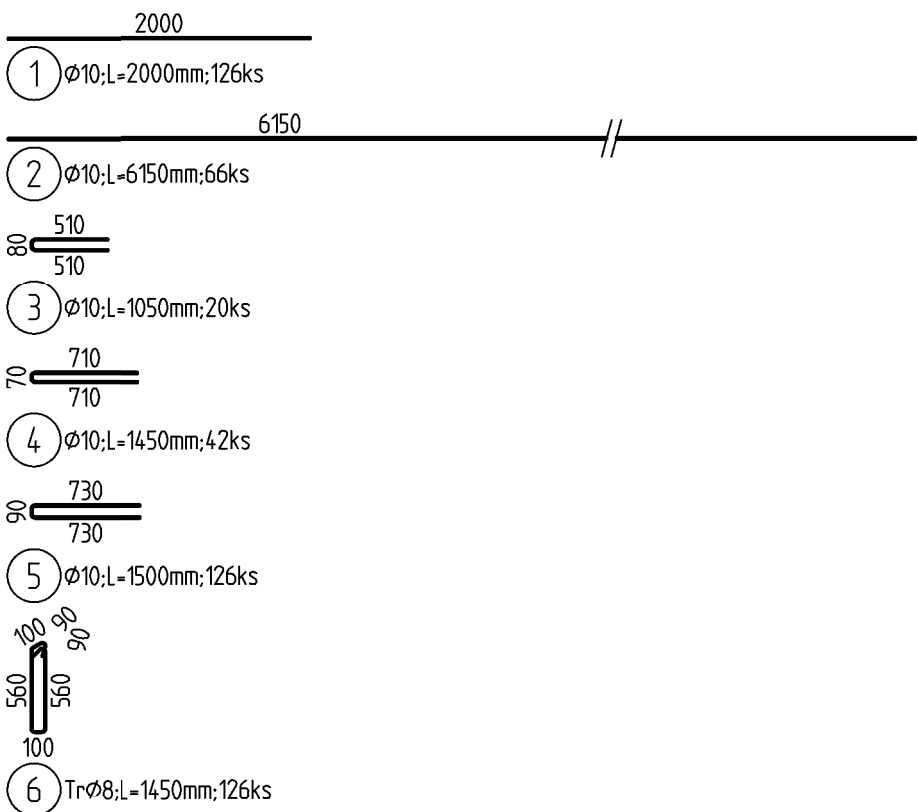 2000
1 Ø10;L=2000mm;126ks
6150
2 Ø10;L=6150mm;66ks
510
80
510
3 Ø10;L=1050mm;20ks
710
70
710
4 Ø10;L=1450mm;42ks
730
90
730
5 Ø10;L=1500mm;126ks
100 90
90
560 560
100
6 TrØ8;L=1450mm;126ks